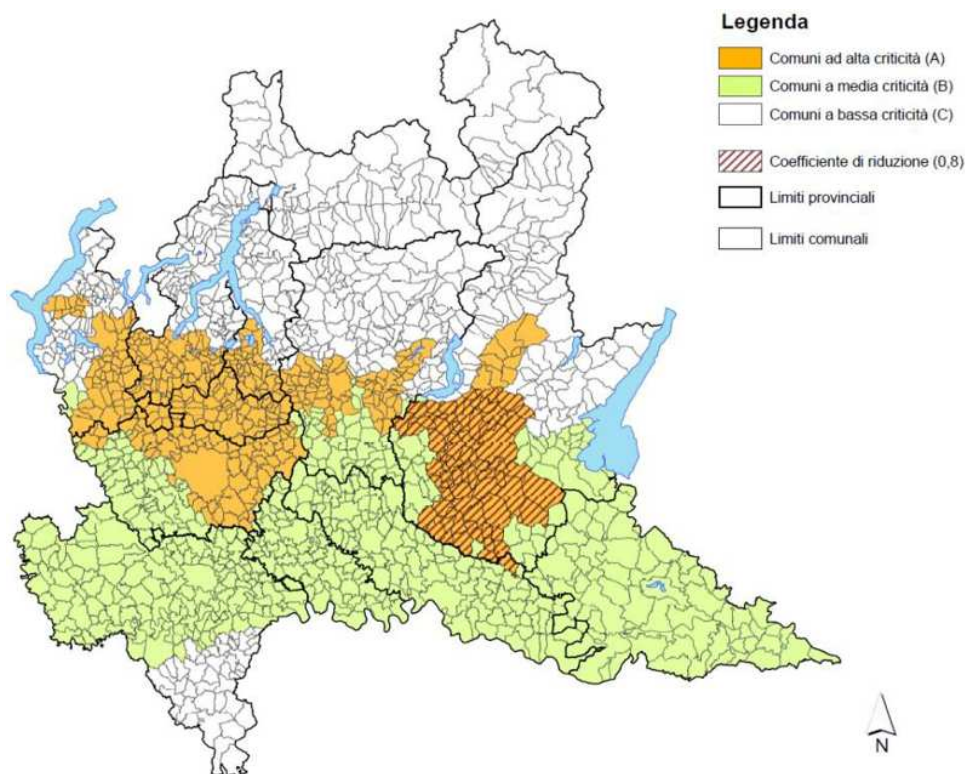 Legenda
Comuni ad alta criticità (A)
Comuni a media criticità (B)
Comuni a bassa criticità (C)
Coefficiente di riduzione (0,8)
Limiti provinciali
Limiti comunali
N